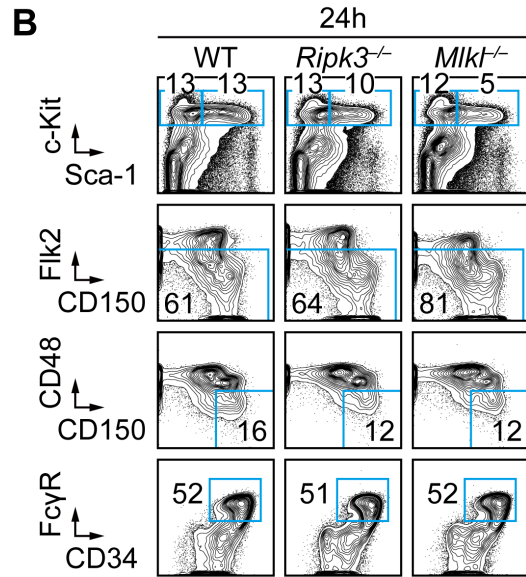 B
24h
WT Ripk3–/– Mlkl–/–
13 13 13 10 12 5
c-Kit
Sca-1
Flk2
CD150
61 64 81
CD48
CD150
16 12 12
FcγR
CD34
52 51 52